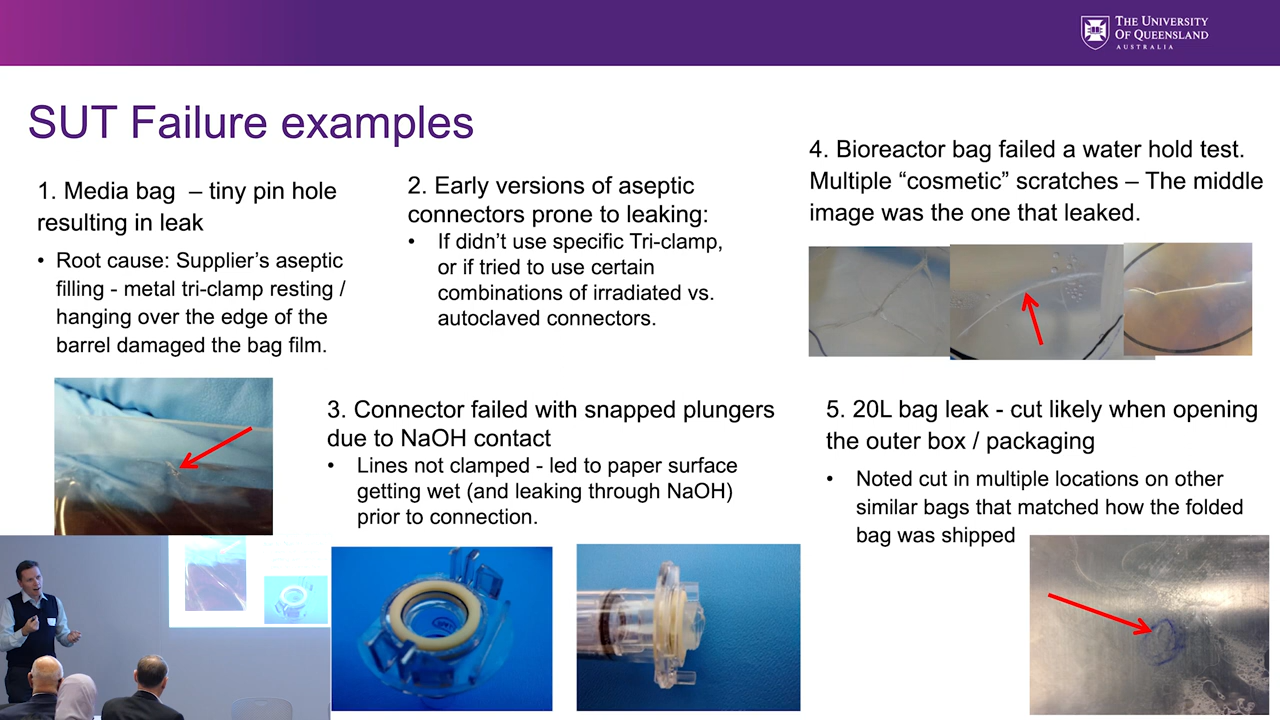 THE UNIVERSITY
OF QUEENSLAND
AUSTRALIA
SUT Failure examples
1. Media bag – tiny pin hole
resulting in leak
• Root cause: Supplier’s aseptic
filling - metal tri-clamp resting /
hanging over the edge of the
barrel damaged the bag film.
2. Early versions of aseptic
connectors prone to leaking:
• If didn’t use specific Tri-clamp,
or if tried to use certain
combinations of irradiated vs.
autoclaved connectors.
3. Connector failed with snapped plungers
due to NaOH contact
• Lines not clamped - led to paper surface
getting wet (and leaking through NaOH)
prior to connection.
4. Bioreactor bag failed a water hold test.
Multiple “cosmetic” scratches – The middle
image was the one that leaked.
5. 20L bag leak - cut likely when opening
the outer box / packaging
• Noted cut in multiple locations on other
similar bags that matched how the folded
bag was shipped